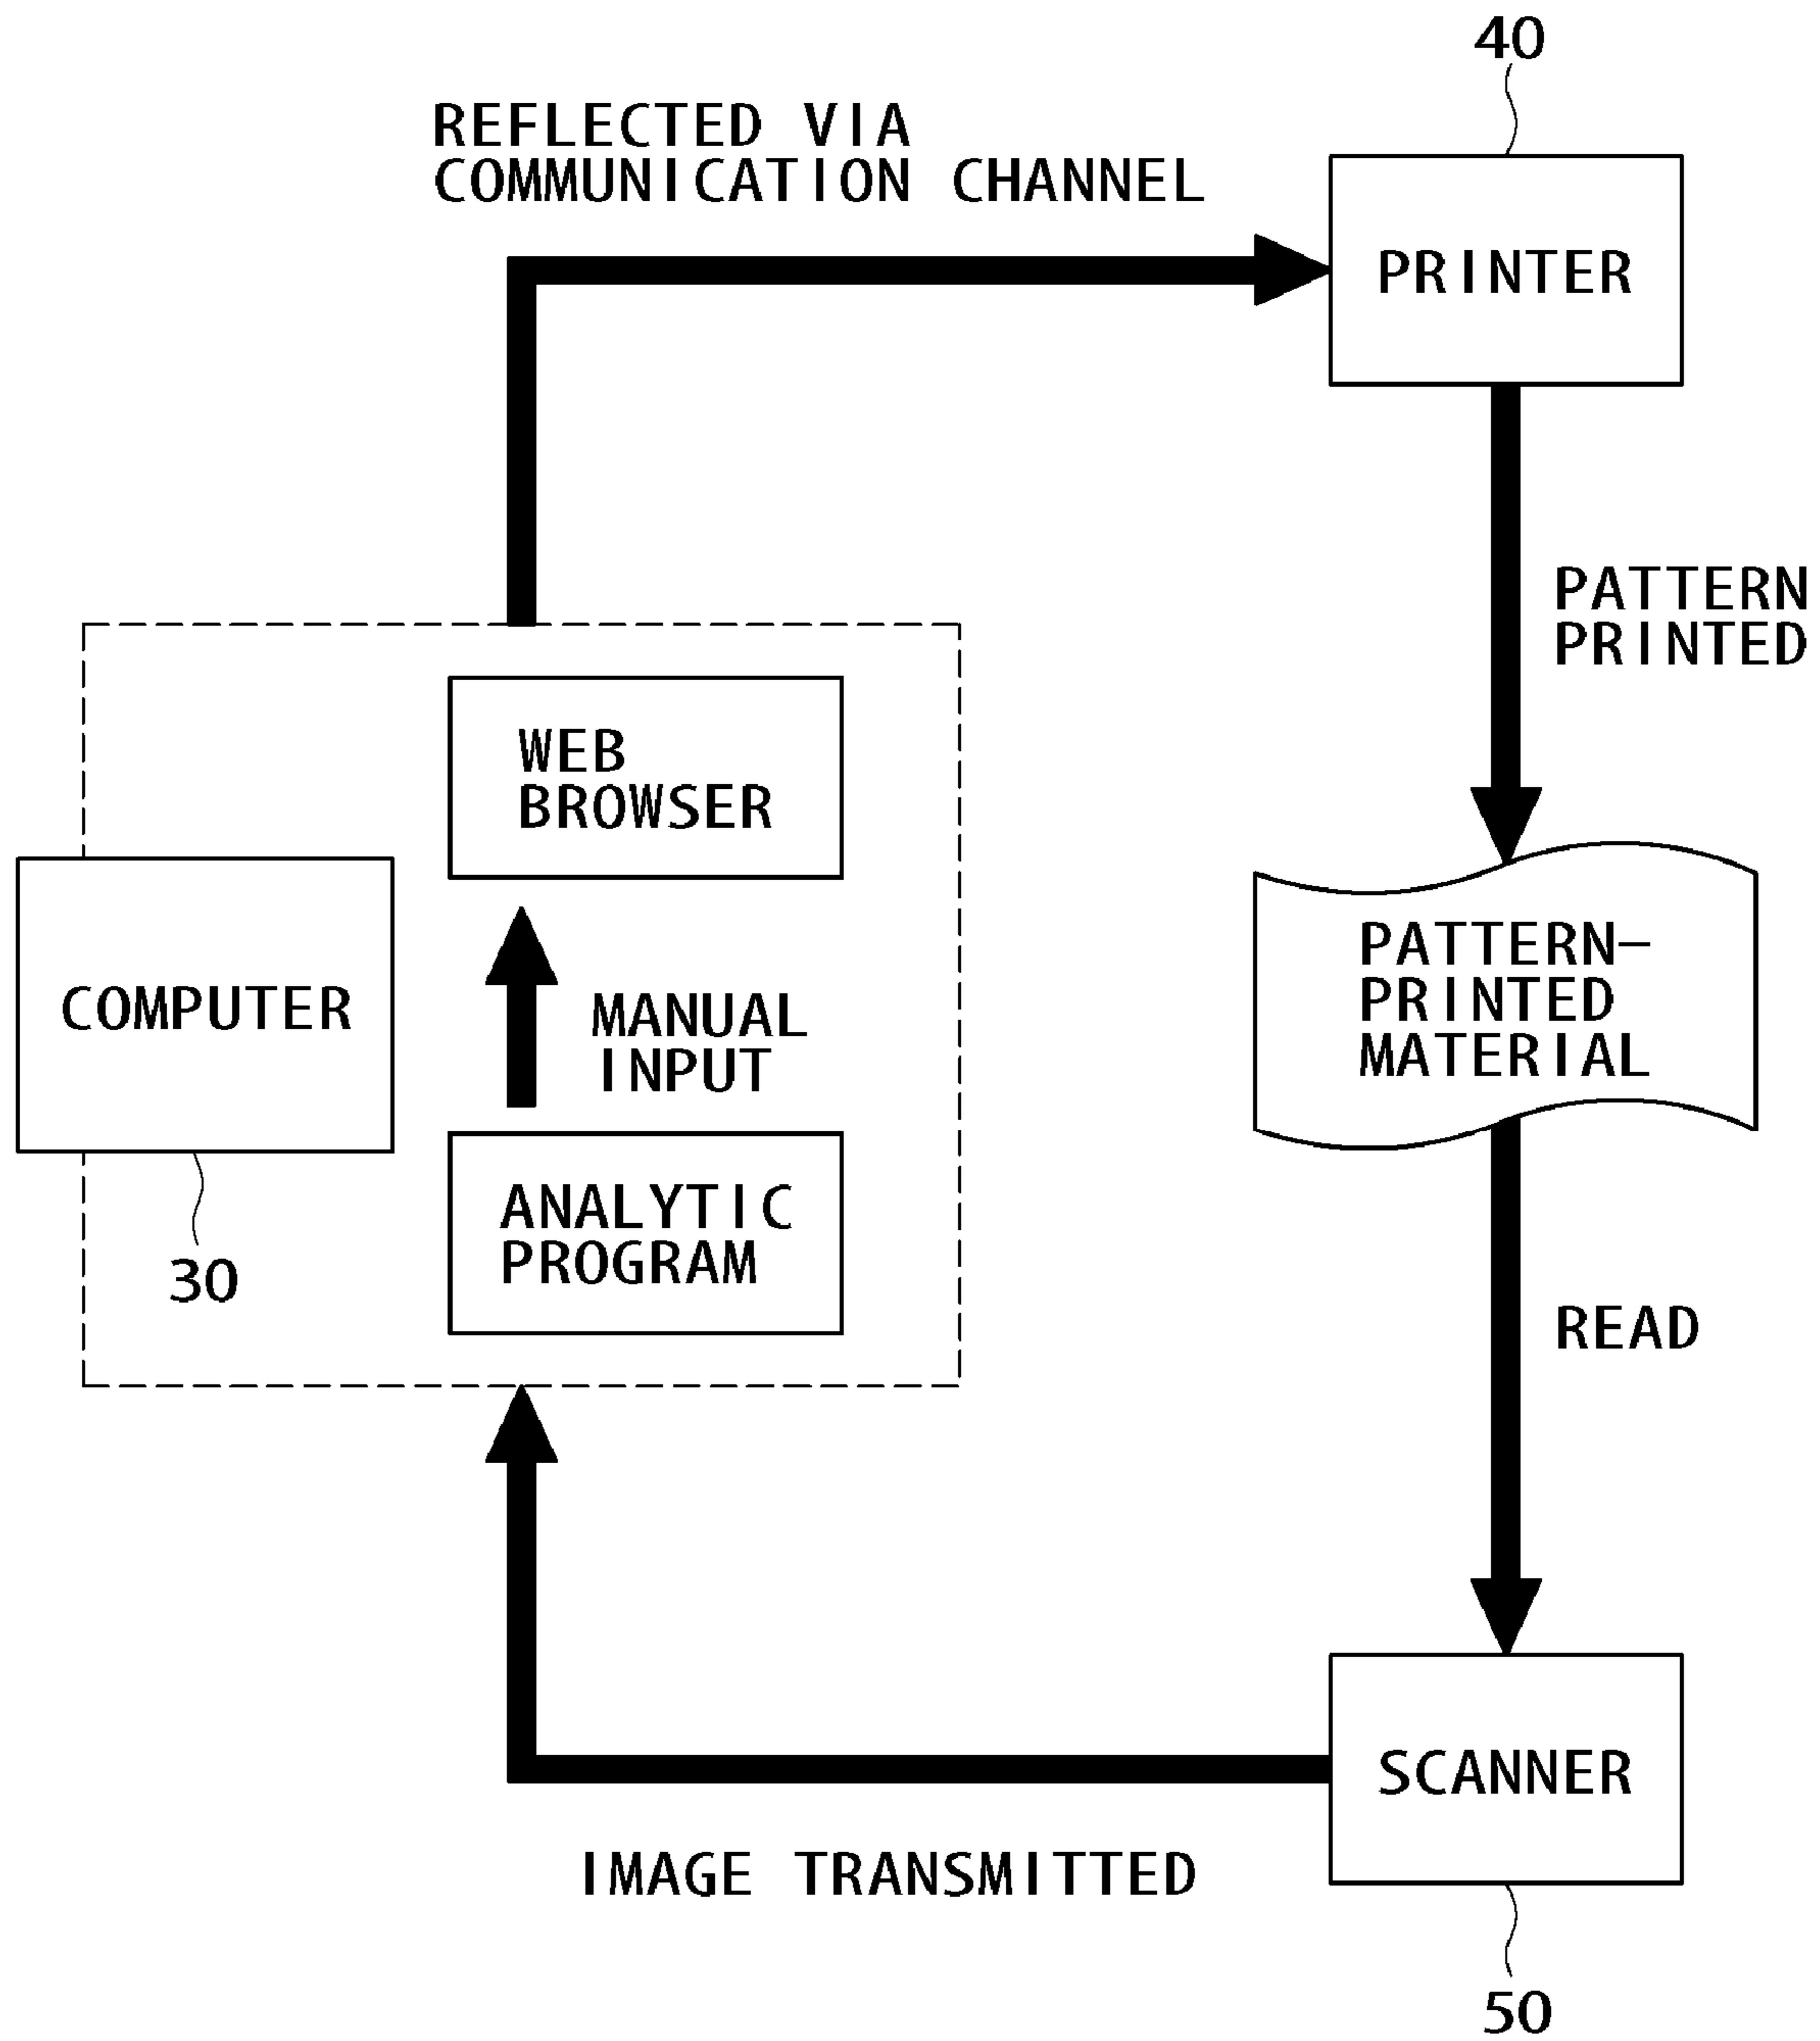 40
REFLECTED VIA
COMMUNICATION CHANNEL
PRINTER
PATTERN
PRINTED
WEB
BROWSER
COMPUTER
MANUAL
INPUT
PATTERN–
PRINTED
MATERIAL
ANALYTIC
PROGRAM
30
READ
SCANNER
IMAGE TRANSMITTED
50